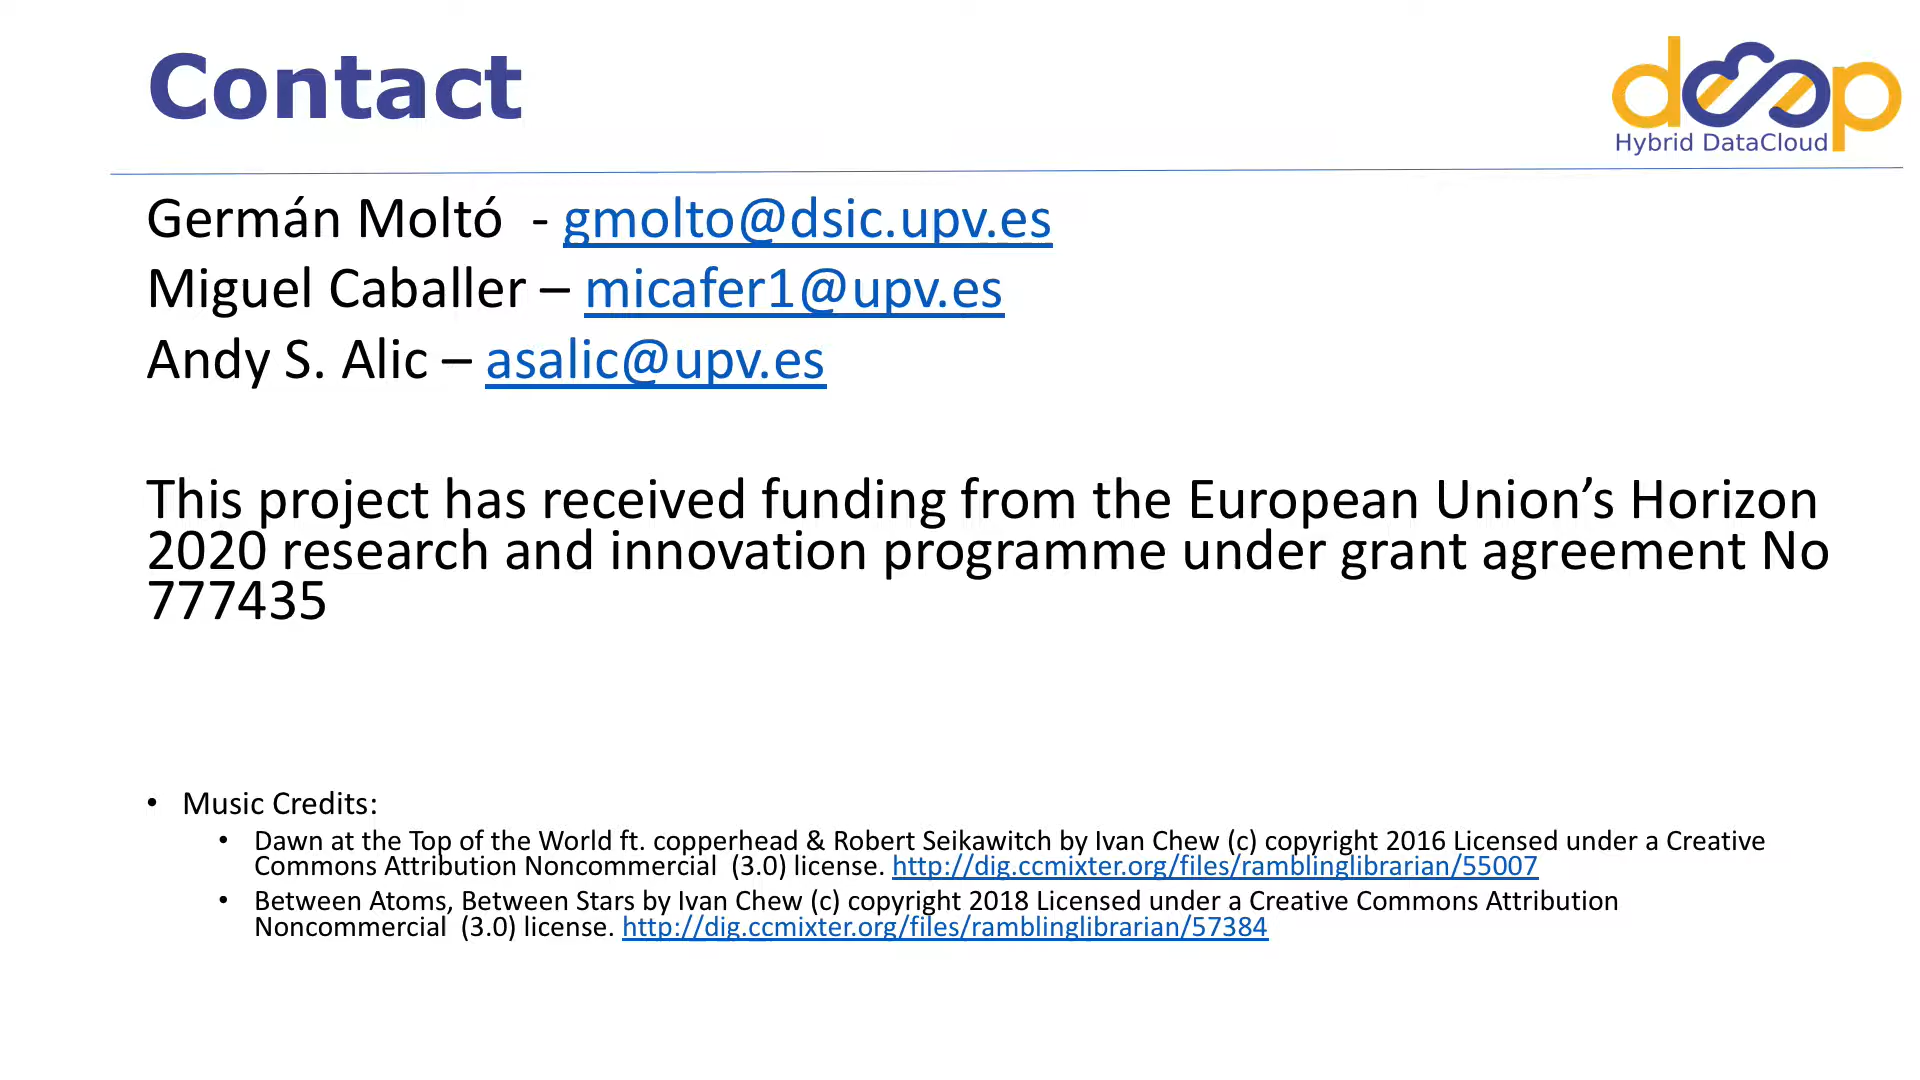 Contact
deep
Hybrid DataCloud
Germán Moltó  - gmolto@dsic.upv.es
Miguel Caballer – micafer1@upv.es
Andy S. Alic – asalic@upv.es
This project has received funding from the European Union’s Horizon
2020 research and innovation programme under grant agreement No
777435
• Music Credits:
• Dawn at the Top of the World ft. copperhead & Robert Seikawitch by Ivan Chew (c) copyright 2016 Licensed under a Creative
Commons Attribution Noncommercial  (3.0) license. http://dig.ccmixter.org/files/ramblinglibrarian/55007
• Between Atoms, Between Stars by Ivan Chew (c) copyright 2018 Licensed under a Creative Commons Attribution
Noncommercial  (3.0) license. http://dig.ccmixter.org/files/ramblinglibrarian/57384